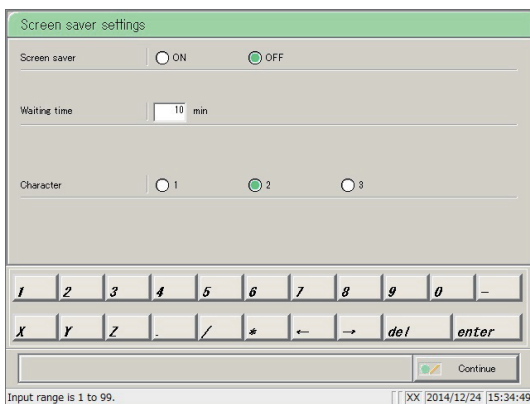 Screen saver settings
Screen saver ON OFF
Waiting time 10 min
Character 1 2 3
1 2 3 4 5 6 7 8 9 0 -
X Y Z . / * ← → del enter
Continue
Input range is 1 to 99. XX 2014/12/24 15:34:43